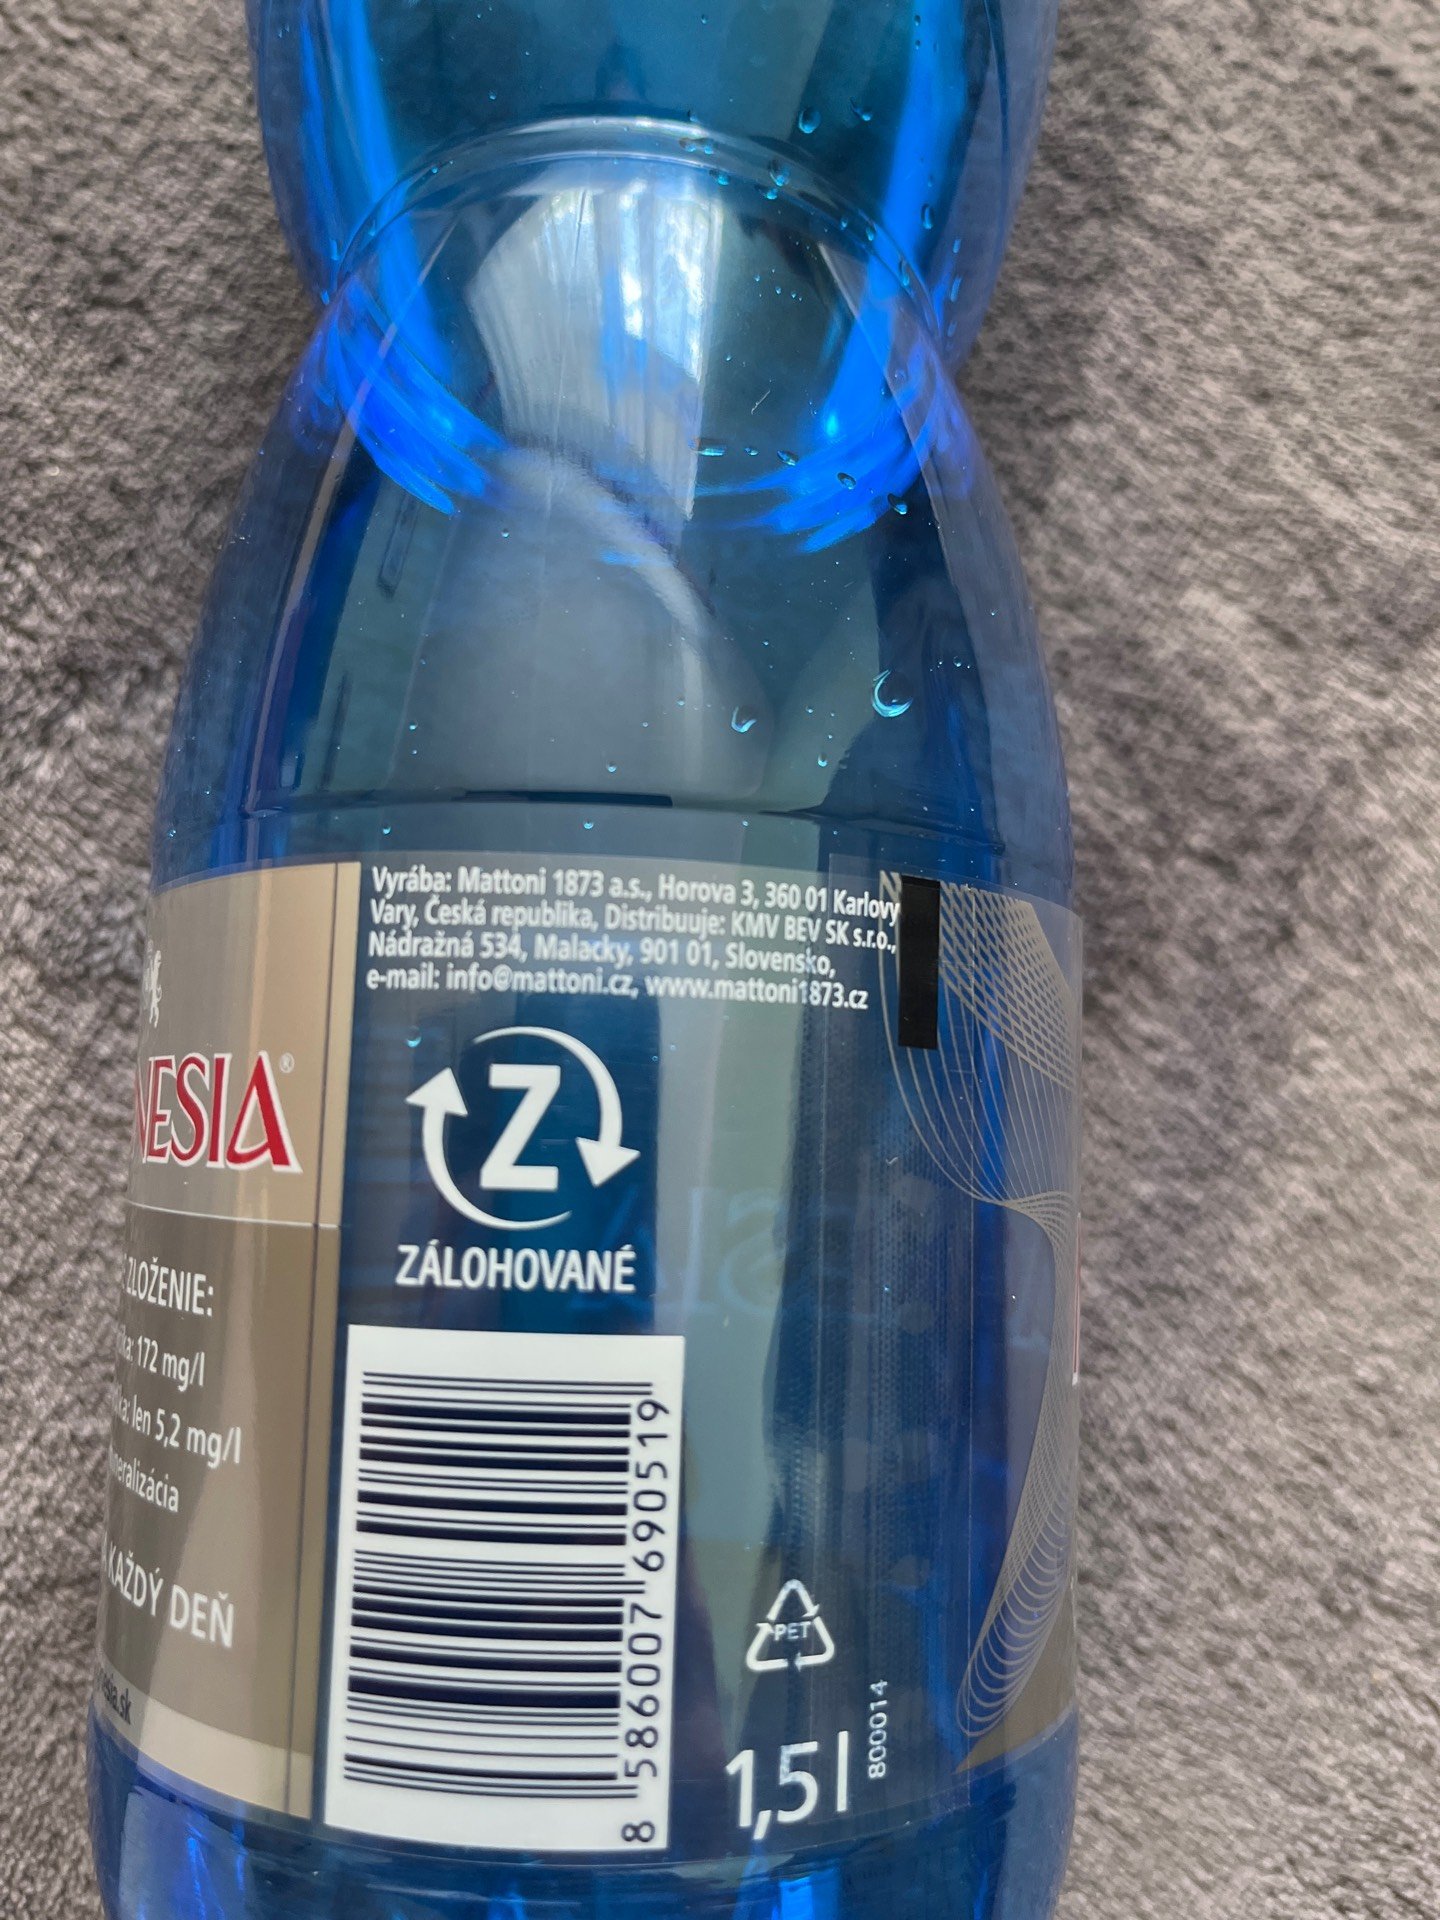 Vyrába: Mattoni 1873 a.s., Horova 3, 360 01 Karlovy
Vary, Česká republika, Distribuuje: KMV BEV SK s.r.o.,
Nádražná 534, Malacky, 901 01, Slovensko,
e-mail: info@mattoni.cz, www.mattoni1873.cz
NESIA®
ZLOŽENIE:
172 mg/l
len 5,2 mg/l
KAŽDÝ DEŇ
Z
ZÁLOHOVANÉ
8 586007 690519
PET
1,5 l
800014